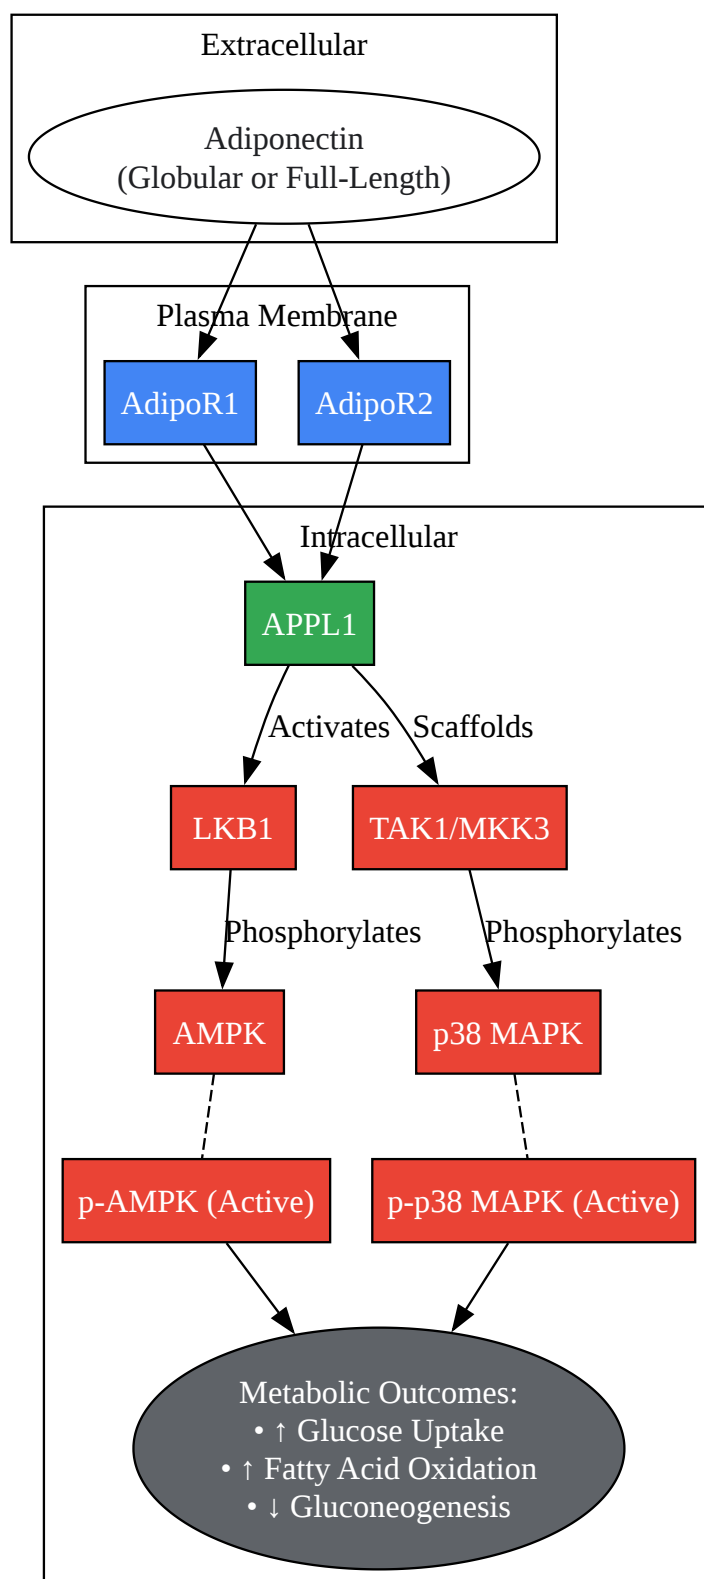 Extracellular
Adiponectin
(Globular or Full-Length)
Plasma Membrane
AdipoR1
AdipoR2
Intracellular
APPL1
Activates
Scaffolds
LKB1
TAK1/MKK3
Phosphorylates
Phosphorylates
AMPK
p38 MAPK
p-AMPK (Active)
p-p38 MAPK (Active)
Metabolic Outcomes:
• ↑ Glucose Uptake
• ↑ Fatty Acid Oxidation
• ↓ Gluconeogenesis